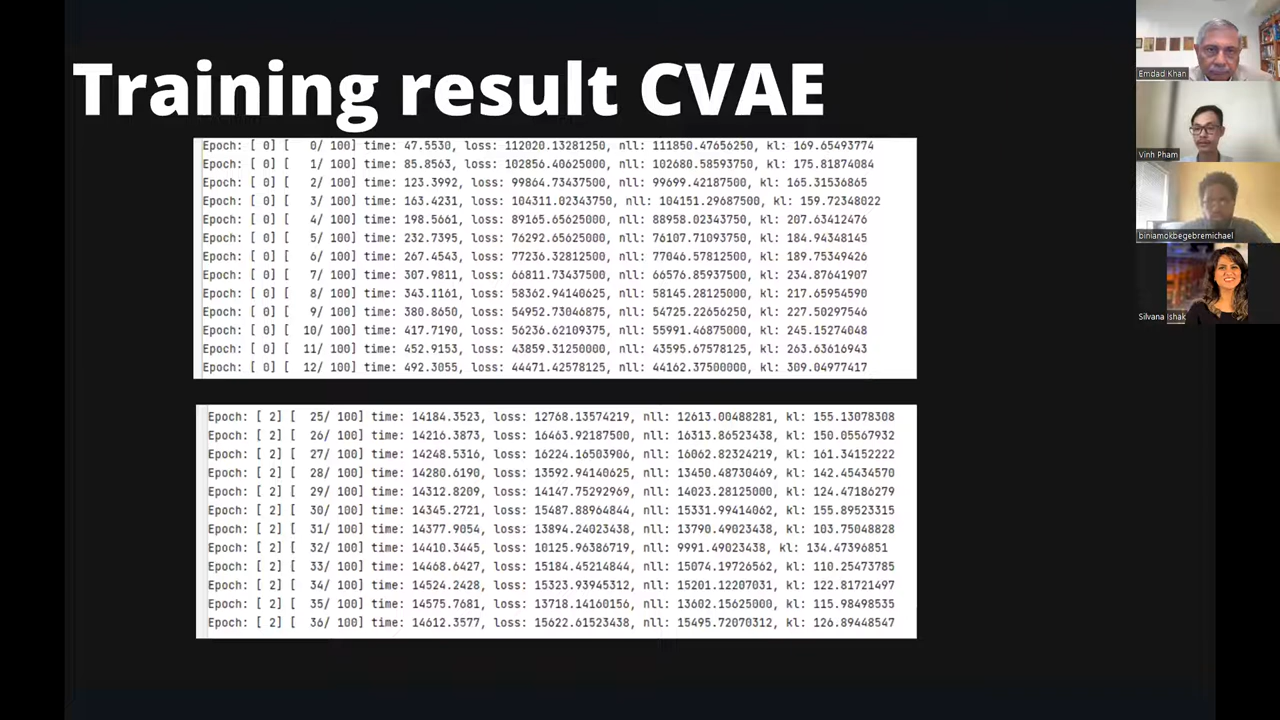 Training result CVAE
Epoch: [ 0] [ 0/ 100] time: 47.5530, loss: 112020.13281250, nll: 111850.47656250, kl: 169.65493774
Epoch: [ 0] [ 1/ 100] time: 85.8593, loss: 102856.40625000, nll: 102680.58593750, kl: 175.81874084
Epoch: [ 0] [ 2/ 100] time: 123.3992, loss: 99864.73437500, nll: 99699.42187500, kl: 165.31536865
Epoch: [ 0] [ 3/ 100] time: 163.4231, loss: 104311.02343750, nll: 104151.29687500, kl: 159.72348022
Epoch: [ 0] [ 4/ 100] time: 198.5661, loss: 89165.65625000, nll: 88958.02343750, kl: 207.63412476
Epoch: [ 0] [ 5/ 100] time: 232.7595, loss: 76292.65625000, nll: 76107.71093750, kl: 184.94348145
Epoch: [ 0] [ 6/ 100] time: 267.4543, loss: 77236.32812500, nll: 77046.57812500, kl: 189.75349426
Epoch: [ 0] [ 7/ 100] time: 307.9811, loss: 66811.73437500, nll: 66576.85937500, kl: 234.87641907
Epoch: [ 0] [ 8/ 100] time: 343.1161, loss: 58362.94140625, nll: 58145.28125000, kl: 217.65954590
Epoch: [ 0] [ 9/ 100] time: 380.8650, loss: 54952.73046875, nll: 54725.22656250, kl: 227.50297546
Epoch: [ 0] [ 10/ 100] time: 417.7190, loss: 56236.62109375, nll: 55991.46875000, kl: 245.15274048
Epoch: [ 0] [ 11/ 100] time: 452.9153, loss: 43859.31250000, nll: 43595.67578125, kl: 263.63616943
Epoch: [ 0] [ 12/ 100] time: 492.3055, loss: 44471.42578125, nll: 44162.37500000, kl: 309.04977417
Epoch: [ 2] [ 25/ 100] time: 14184.3523, loss: 12768.13574219, nll: 12613.00488281, kl: 155.13078308
Epoch: [ 2] [ 26/ 100] time: 14216.3873, loss: 16463.92187500, nll: 16313.86523438, kl: 150.05567932
Epoch: [ 2] [ 27/ 100] time: 14248.5316, loss: 16224.16503906, nll: 16062.82324219, kl: 161.34152222
Epoch: [ 2] [ 28/ 100] time: 14280.6190, loss: 13592.94140625, nll: 13450.48730469, kl: 142.45434570
Epoch: [ 2] [ 29/ 100] time: 14312.8209, loss: 14147.75292969, nll: 14023.28125000, kl: 124.47186279
Epoch: [ 2] [ 30/ 100] time: 14345.2721, loss: 15487.88964844, nll: 15331.99414062, kl: 155.89523315
Epoch: [ 2] [ 31/ 100] time: 14377.9054, loss: 13894.24023438, nll: 13790.49023438, kl: 103.75048828
Epoch: [ 2] [ 32/ 100] time: 14410.3445, loss: 10125.96386719, nll: 9991.49023438, kl: 134.47396851
Epoch: [ 2] [ 33/ 100] time: 14468.6427, loss: 15184.45214844, nll: 15074.19726562, kl: 110.25473785
Epoch: [ 2] [ 34/ 100] time: 14524.2428, loss: 15323.93945312, nll: 15201.12207031, kl: 122.81721497
Epoch: [ 2] [ 35/ 100] time: 14575.7681, loss: 13718.14160156, nll: 13602.15625000, kl: 115.98498535
Epoch: [ 2] [ 36/ 100] time: 14612.3577, loss: 15622.61523438, nll: 15495.72070312, kl: 126.89448547
Emdad Khan
Vinh Pham
biniamokbegebremichael
Silvana Ishak